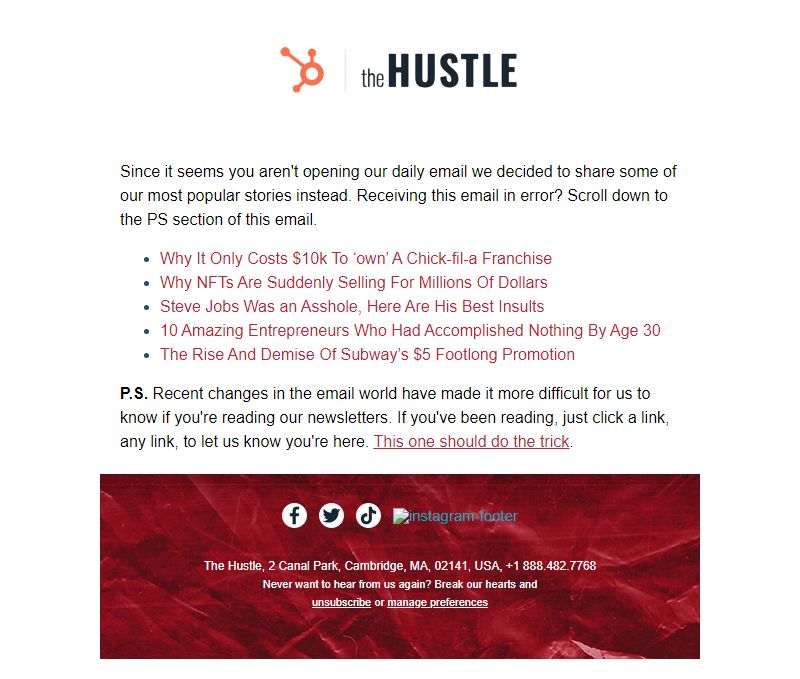 the HUSTLE
Since it seems you aren't opening our daily email we decided to share some of
our most popular stories instead. Receiving this email in error? Scroll down to
the PS section of this email.
Why It Only Costs $10k To ‘own’ A Chick-fil-a Franchise
Why NFTs Are Suddenly Selling For Millions Of Dollars
Steve Jobs Was an Asshole, Here Are His Best Insults
10 Amazing Entrepreneurs Who Had Accomplished Nothing By Age 30
The Rise And Demise Of Subway’s $5 Footlong Promotion
P.S. Recent changes in the email world have made it more difficult for us to
know if you're reading our newsletters. If you've been reading, just click a link,
any link, to let us know you're here. This one should do the trick.
instagram-footer
The Hustle, 2 Canal Park, Cambridge, MA, 02141, USA, +1 888.482.7768
Never want to hear from us again? Break our hearts and
unsubscribe or manage preferences